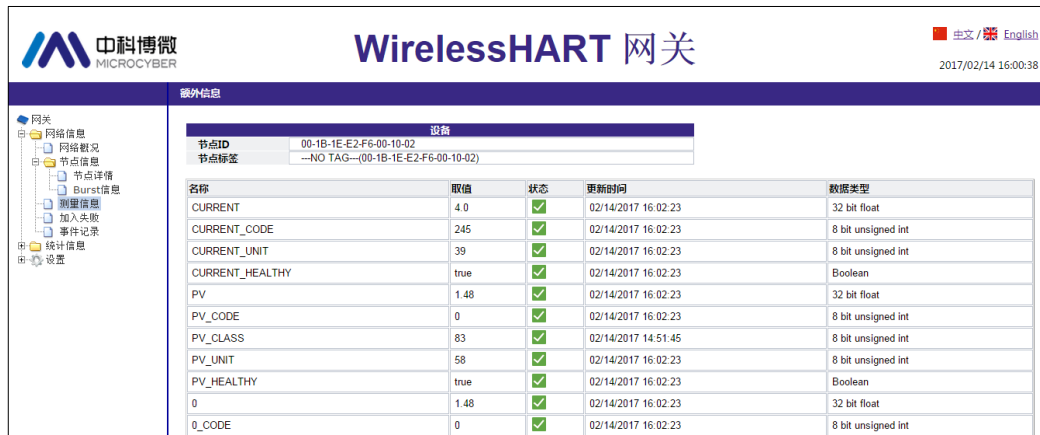 中科博微
MICROCYBER
WirelessHART 网关
中文 / English
2017/02/14 16:00:38
额外信息
网关
网络信息
网络概况
节点信息
节点详情
Burst信息
测量信息
加入失败
事件记录
统计信息
设置
设备
节点ID 00-1B-1E-E2-F6-00-10-02
节点标签 ---NO TAG---(00-1B-1E-E2-F6-00-10-02)
名称 取值 状态 更新时间 数据类型
CURRENT 4.0 02/14/2017 16:02:23 32 bit float
CURRENT_CODE 245 02/14/2017 16:02:23 8 bit unsigned int
CURRENT_UNIT 39 02/14/2017 16:02:23 8 bit unsigned int
CURRENT_HEALTHY true 02/14/2017 16:02:23 Boolean
PV 1.48 02/14/2017 16:02:23 32 bit float
PV_CODE 0 02/14/2017 16:02:23 8 bit unsigned int
PV_CLASS 83 02/14/2017 14:51:45 8 bit unsigned int
PV_UNIT 58 02/14/2017 16:02:23 8 bit unsigned int
PV_HEALTHY true 02/14/2017 16:02:23 Boolean
0 1.48 02/14/2017 16:02:23 32 bit float
0_CODE 0 02/14/2017 16:02:23 8 bit unsigned int